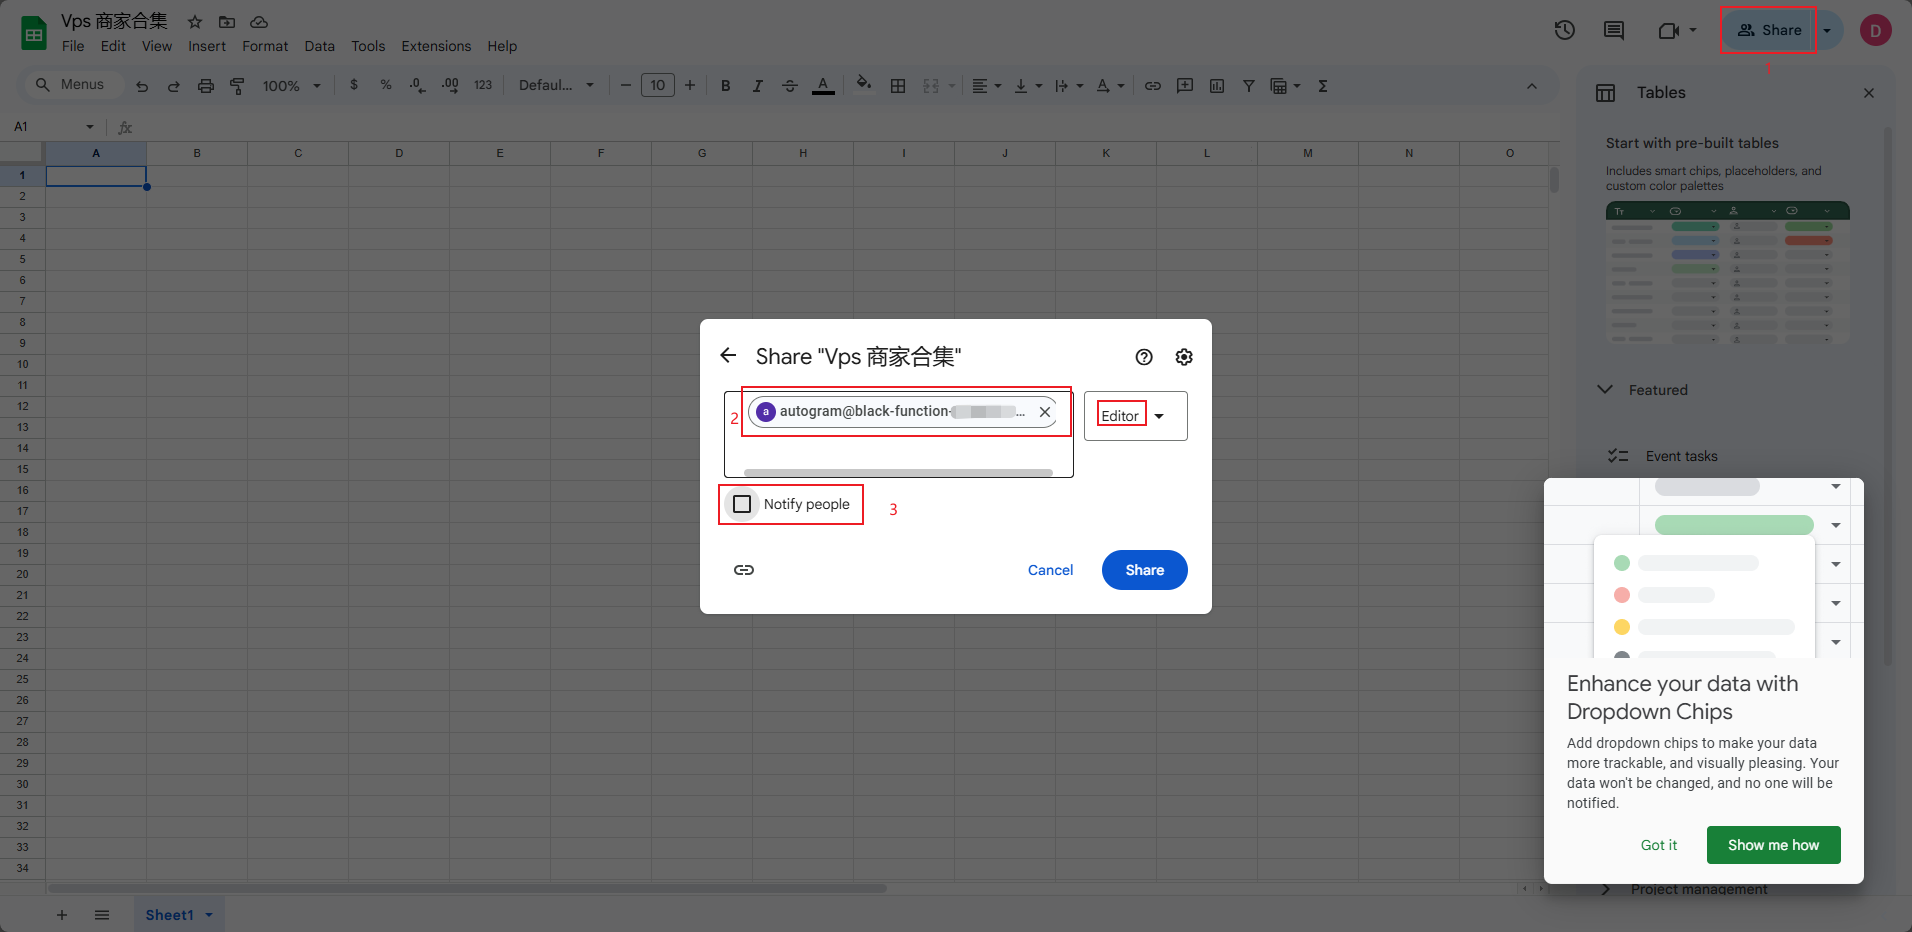 Vps 商家合集
File Edit View Insert Format Data Tools Extensions Help
Share
D
1
Menus 100% $ % .0 .00 123 Defaul... 10 B I A
A1 fx
A B C D E F G H I J K L M N O
1
2
3
4
5
6
7
8
9
10
11
12
13
14
15
16
17
18
19
20
21
22
23
24
25
26
27
28
29
30
31
32
33
34
Sheet1
Tables
Start with pre-built tables
Includes smart chips, placeholders, and
custom color palettes
Tт
Featured
Event tasks
Share "Vps 商家合集"
2
a autogram@black-function- ...
Editor
Notify people
3
Cancel
Share
Enhance your data with
Dropdown Chips
Add dropdown chips to make your data
more trackable, and visually pleasing. Your
data won't be changed, and no one will be
notified.
Got it
Show me how
Project management